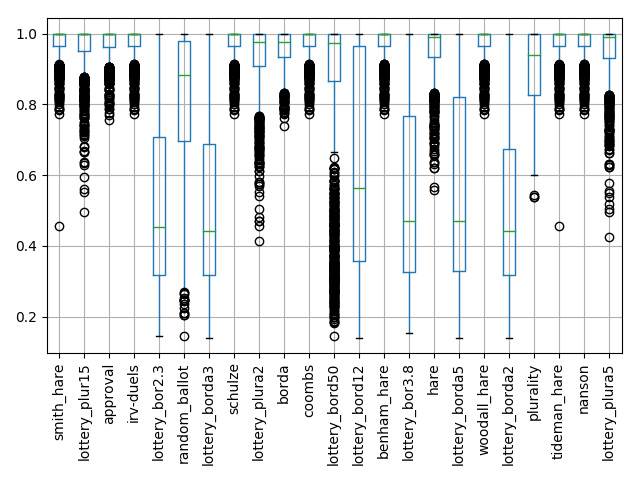 1.0
0.8
0.6
0.4
0.2
smith_hare
lottery_plur15
approval
irv-duels
lottery_bor2.3
random_ballot
lottery_borda3
schulze
lottery_plura2
borda
coombs
lottery_bord50
lottery_bord12
benham_hare
lottery_bor3.8
hare
lottery_borda5
woodall_hare
lottery_borda2
plurality
tideman_hare
nanson
lottery_plura5